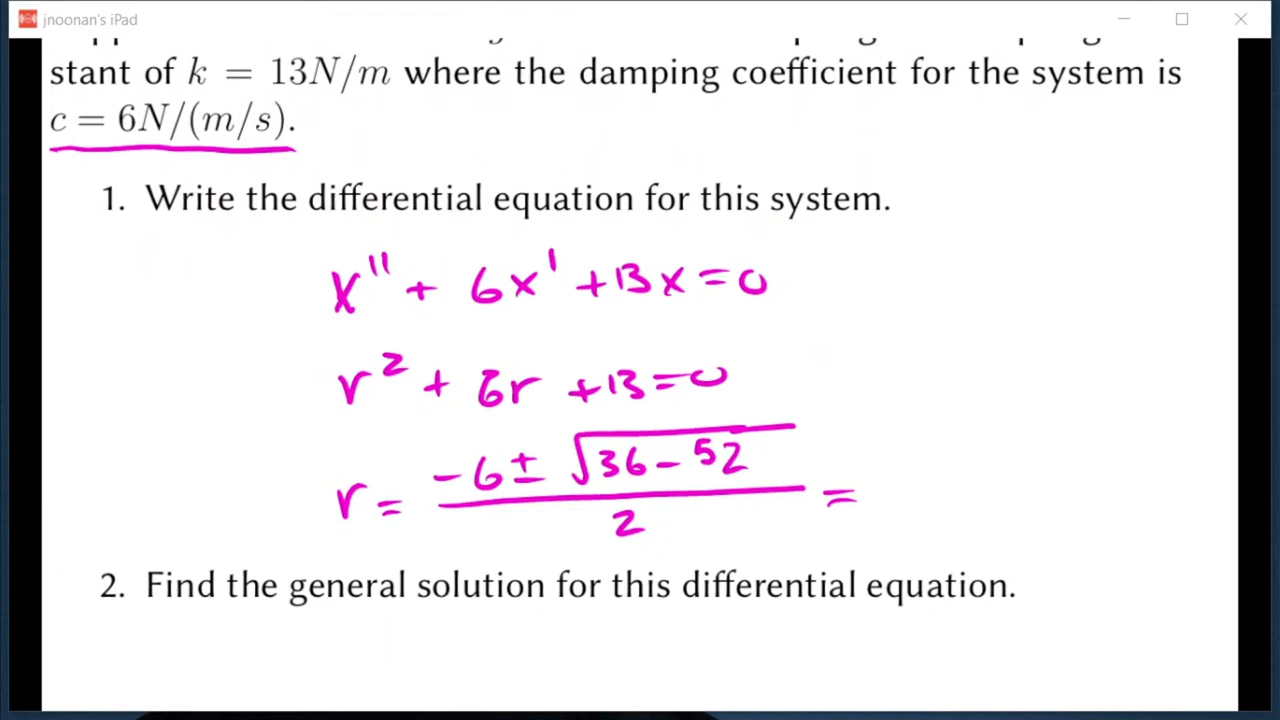 jnoonan's iPad
stant of k = 13N/m where the damping coefficient for the system is
c = 6N/(m/s).
1. Write the differential equation for this system.
x'' + 6x' + 13x = 0
r² + 6r + 13 = 0
r = (-6 ± √(36 - 52))/2 =
2. Find the general solution for this differential equation.